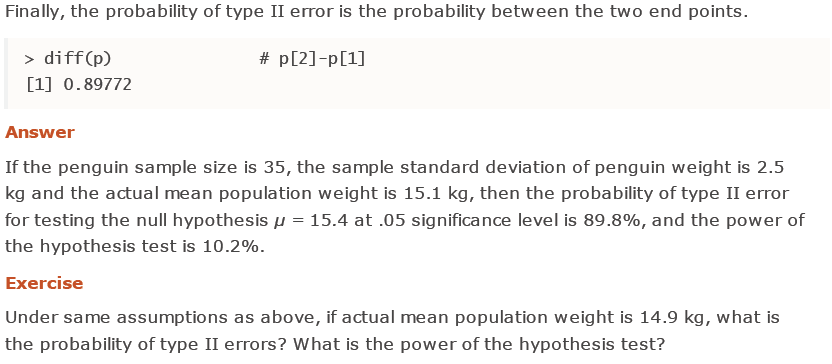 Finally, the probability of type II error is the probability between the two end points.
> diff(p)                # p[2]-p[1]
[1] 0.89772
Answer
If the penguin sample size is 35, the sample standard deviation of penguin weight is 2.5
kg and the actual mean population weight is 15.1 kg, then the probability of type II error
for testing the null hypothesis μ = 15.4 at .05 significance level is 89.8%, and the power of
the hypothesis test is 10.2%.
Exercise
Under same assumptions as above, if actual mean population weight is 14.9 kg, what is
the probability of type II errors? What is the power of the hypothesis test?